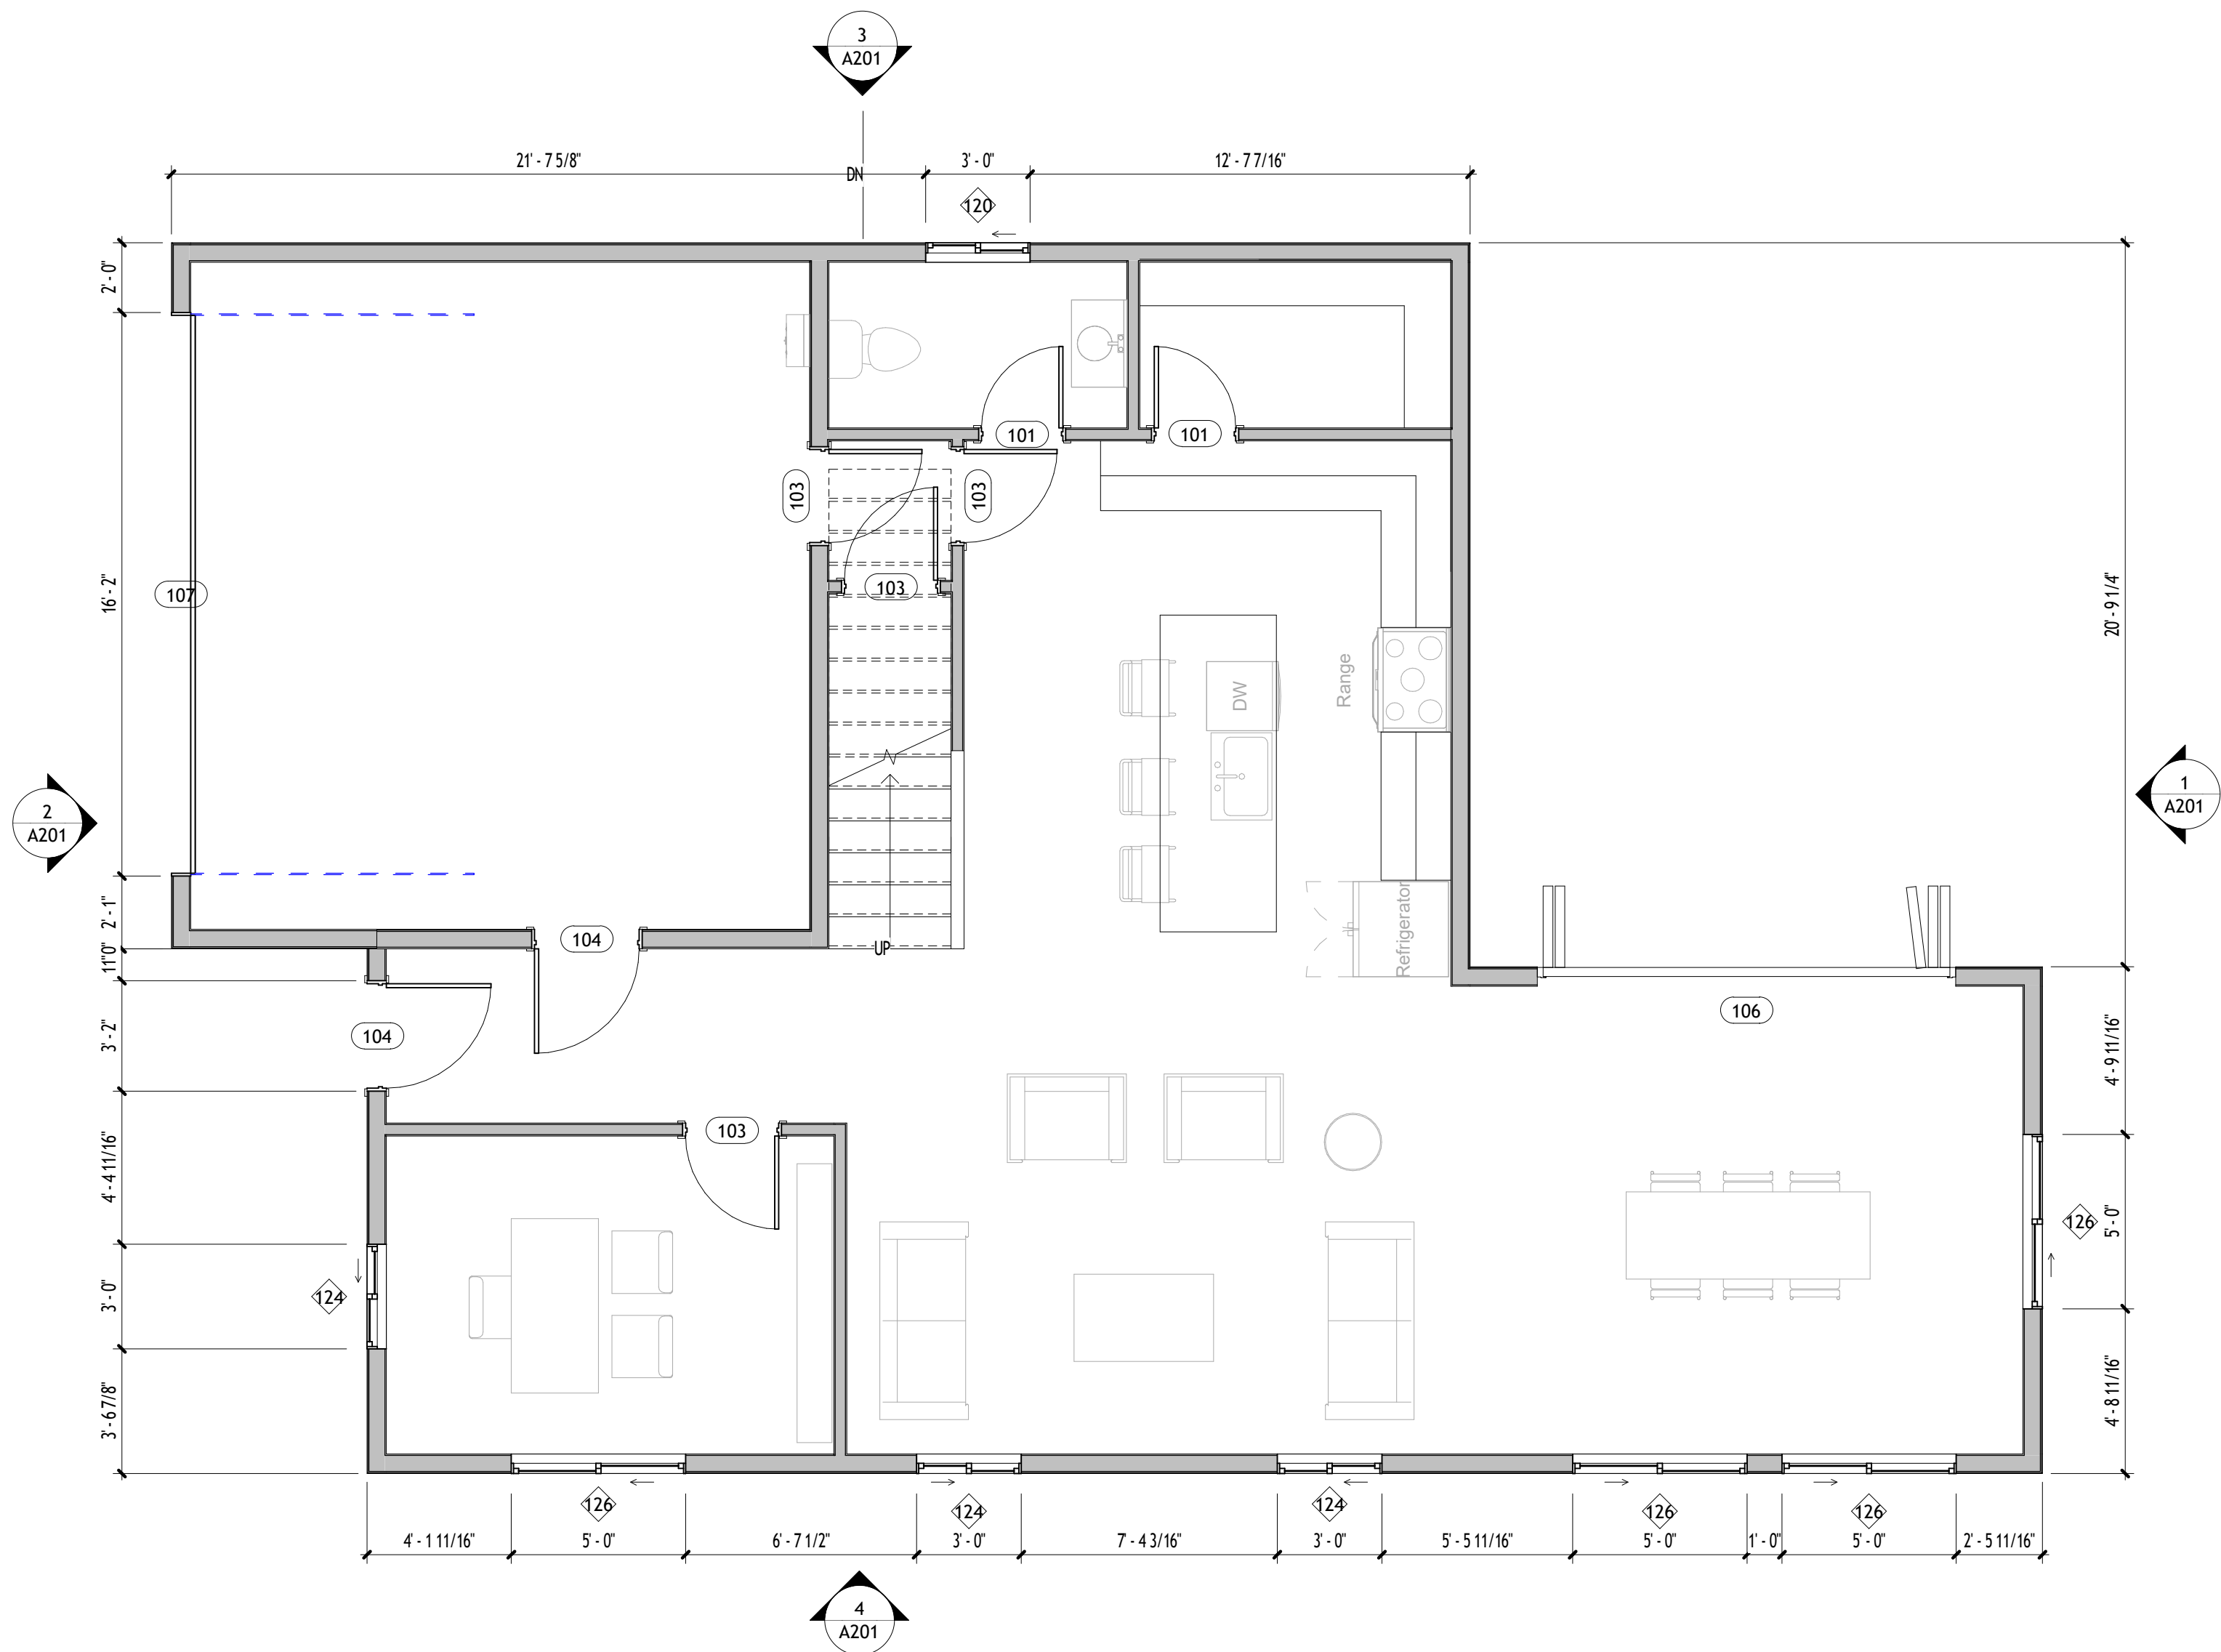 3
A201
21' - 7 5/8"
DN
3' - 0"
12' - 7 7/16"
120
2' - 0"
101
101
103
103
103
16' - 2"
107
20' - 9 1/4"
Range
DW
2
A201
1
A201
2' - 1"
104
UP
Refrigerator
11"
0
106
3' - 2"
104
4' - 9 11/16"
103
4' - 4 11/16"
126
5' - 0"
124
3' - 0"
4' - 8 11/16"
3' - 6 7/8"
126
124
124
126
126
4' - 1 11/16"
5' - 0"
6' - 7 1/2"
3' - 0"
7' - 4 3/16"
3' - 0"
5' - 5 11/16"
5' - 0"
1' - 0"
5' - 0"
2' - 5 11/16"
4
A201